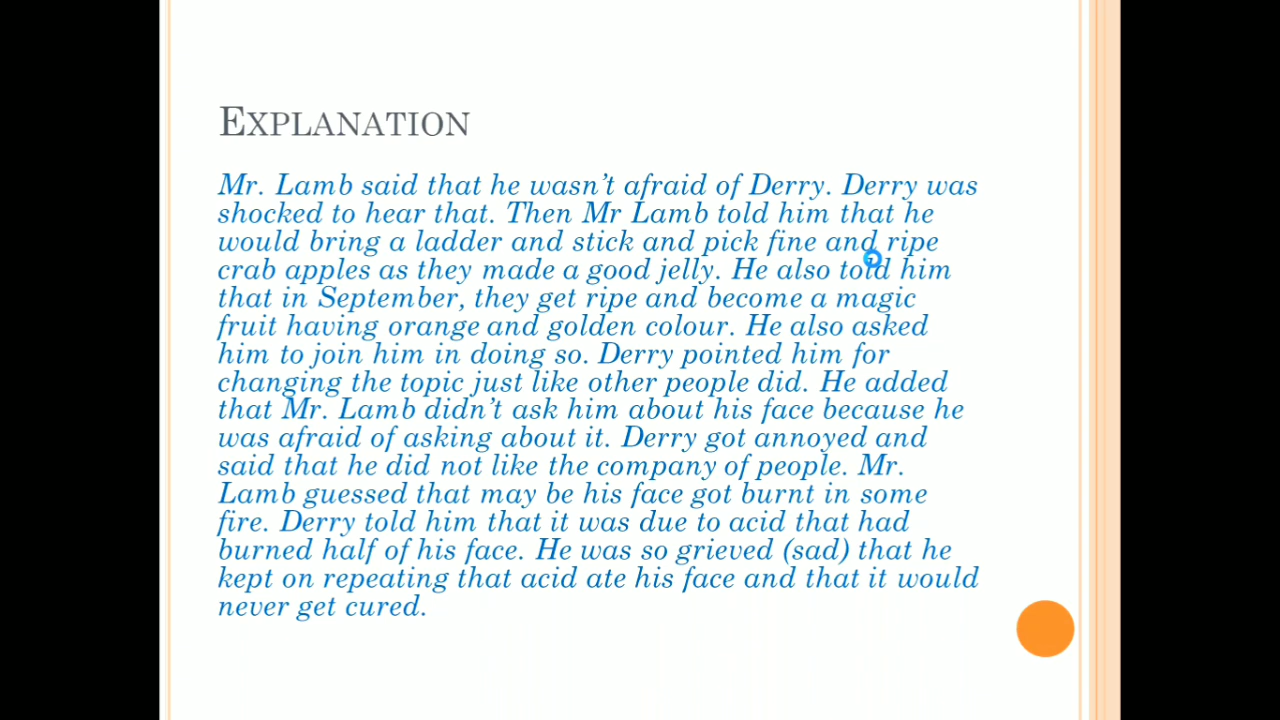 EXPLANATION
Mr. Lamb said that he wasn't afraid of Derry. Derry was
shocked to hear that. Then Mr Lamb told him that he
would bring a ladder and stick and pick fine and ripe
crab apples as they made a good jelly. He also told him
that in September, they get ripe and become a magic
fruit having orange and golden colour. He also asked
him to join him in doing so. Derry pointed him for
changing the topic just like other people did. He added
that Mr. Lamb didn't ask him about his face because he
was afraid of asking about it. Derry got annoyed and
said that he did not like the company of people. Mr.
Lamb guessed that may be his face got burnt in some
fire. Derry told him that it was due to acid that had
burned half of his face. He was so grieved (sad) that he
kept on repeating that acid ate his face and that it would
never get cured.